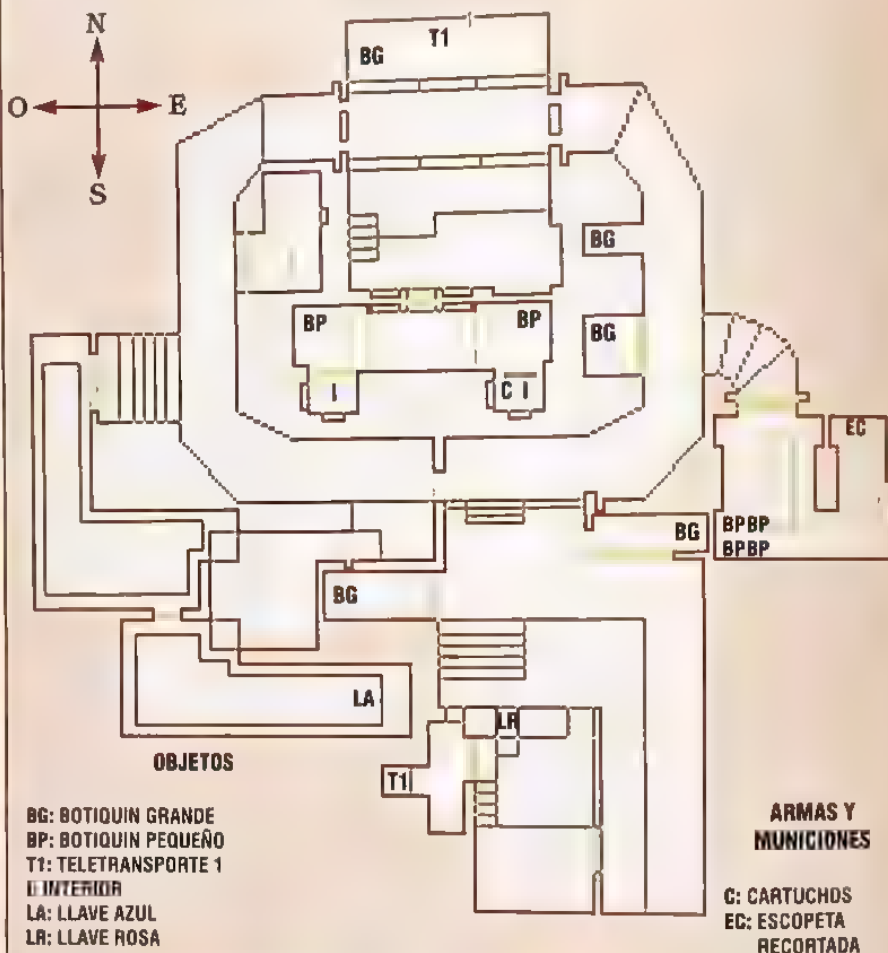 N
O E
S
BG T1
BG
BP BP BG
I C I
EC
BPBP
BG BPBP
BG
LA
LR
T1
OBJETOS
BG: BOTIQUIN GRANDE
BP: BOTIQUIN PEQUEÑO
T1: TELETRANSPORTE 1
I: INTERIOR
LA: LLAVE AZUL
LR: LLAVE ROSA
ARMAS Y
MUNICIONES
C: CARTUCHOS
EC: ESCOPETA
RECORTADA